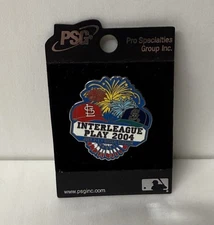 PSG
Pro Specialties
Group Inc.
INTERLEAGUE
PLAY 2004
www.psginc.com